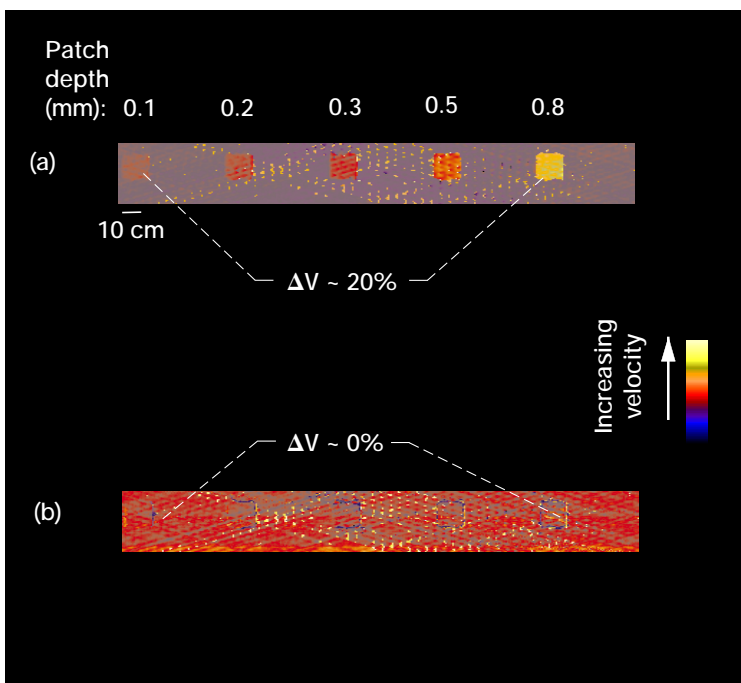 Patch
depth
(mm): 0.1 0.2 0.3 0.5 0.8
(a)
10 cm
ΔV ~ 20%
Increasing
velocity
ΔV ~ 0%
(b)